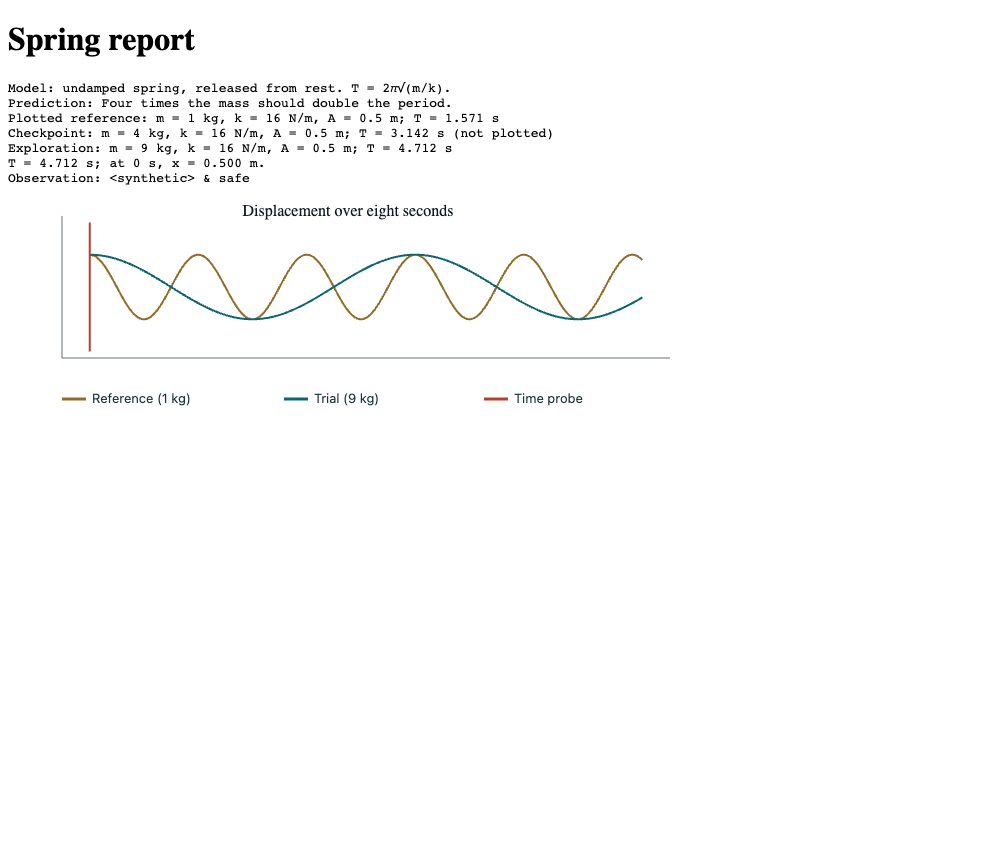 Spring report
Model: undamped spring, released from rest. T = 2π√(m/k).
Prediction: Four times the mass should double the period.
Plotted reference: m = 1 kg, k = 16 N/m, A = 0.5 m; T = 1.571 s
Checkpoint: m = 4 kg, k = 16 N/m, A = 0.5 m; T = 3.142 s (not plotted)
Exploration: m = 9 kg, k = 16 N/m, A = 0.5 m; T = 4.712 s
T = 4.712 s; at 0 s, x = 0.500 m.
Observation: <synthetic> & safe
Displacement over eight seconds
Reference (1 kg)
Trial (9 kg)
Time probe